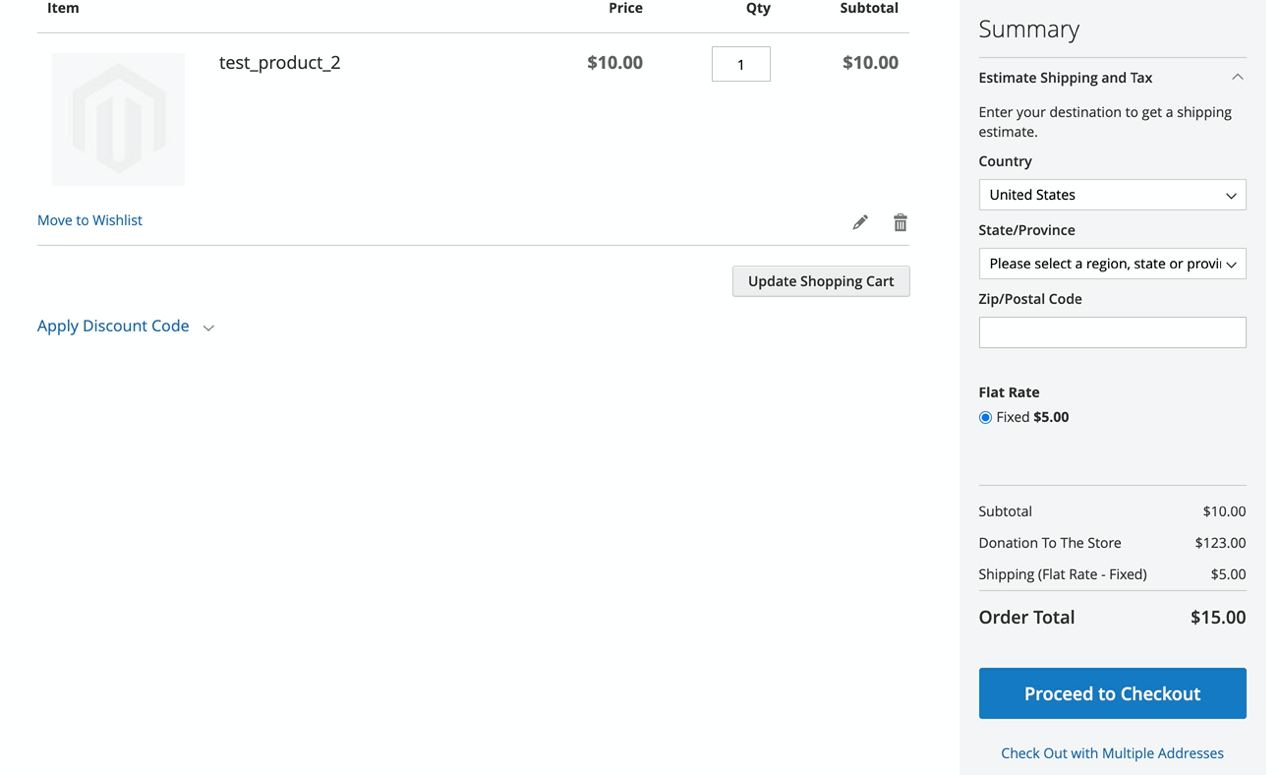 Item Price Qty Subtotal
test_product_2 $10.00 1 $10.00
Move to Wishlist
Update Shopping Cart
Apply Discount Code
Summary
Estimate Shipping and Tax
Enter your destination to get a shipping
estimate.
Country
United States
State/Province
Please select a region, state or provi
Zip/Postal Code
Flat Rate
Fixed $5.00
Subtotal $10.00
Donation To The Store $123.00
Shipping (Flat Rate - Fixed) $5.00
Order Total $15.00
Proceed to Checkout
Check Out with Multiple Addresses